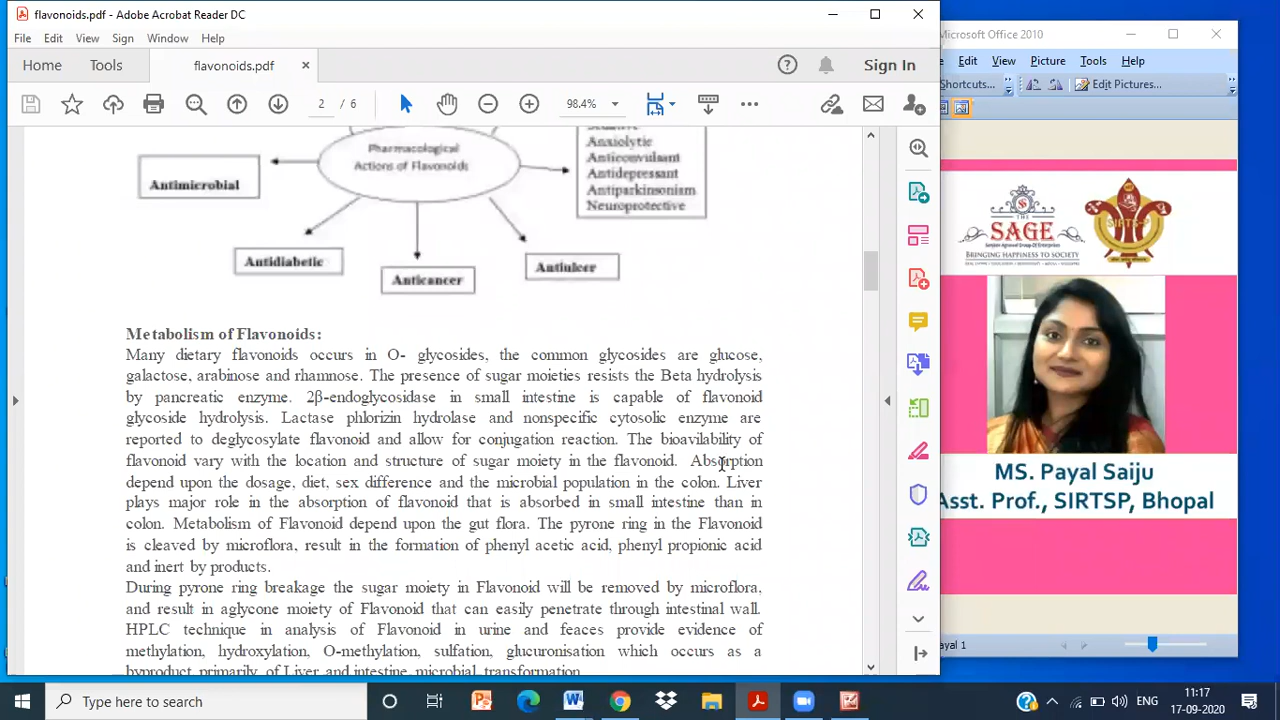 flavonoids.pdf - Adobe Acrobat Reader DC
File Edit View Sign Window Help
Home Tools flavonoids.pdf × Sign In
2 / 6 98.4%
Pharmacological
Actions of Flavonoids
Antimicrobial
Anxiolytic
Anticonvulsant
Antidepressant
Antiparkinsonism
Neuroprotective
Antidiabetic
Anticancer
Antiulcer
Metabolism of Flavonoids:
Many dietary flavonoids occurs in O- glycosides, the common glycosides are glucose,
galactose, arabinose and rhamnose. The presence of sugar moieties resists the Beta hydrolysis
by pancreatic enzyme. 2β-endoglycosidase in small intestine is capable of flavonoid
glycoside hydrolysis. Lactase phlorizin hydrolase and nonspecific cytosolic enzyme are
reported to deglycosylate flavonoid and allow for conjugation reaction. The bioavilability of
flavonoid vary with the location and structure of sugar moiety in the flavonoid. Absorption
depend upon the dosage, diet, sex difference and the microbial population in the colon. Liver
plays major role in the absorption of flavonoid that is absorbed in small intestine than in
colon. Metabolism of Flavonoid depend upon the gut flora. The pyrone ring in the Flavonoid
is cleaved by microflora, result in the formation of phenyl acetic acid, phenyl propionic acid
and inert by products.
During pyrone ring breakage the sugar moiety in Flavonoid will be removed by microflora,
and result in aglycone moiety of Flavonoid that can easily penetrate through intestinal wall.
HPLC technique in analysis of Flavonoid in urine and feaces provide evidence of
methylation, hydroxylation, O-methylation, sulfation, glucuronisation which occurs as a
byproduct primarily of Liver and intestine microbial transformation.
Microsoft Office 2010
Edit View Picture Tools Help
Shortcuts... Edit Pictures...
THE
SAGE
BRINGING HAPPINESS TO SOCIETY
SIRTS-P
MS. Payal Saiju
Asst. Prof., SIRTSP, Bhopal
Payal 1
Type here to search
ENG
11:17
17-09-2020